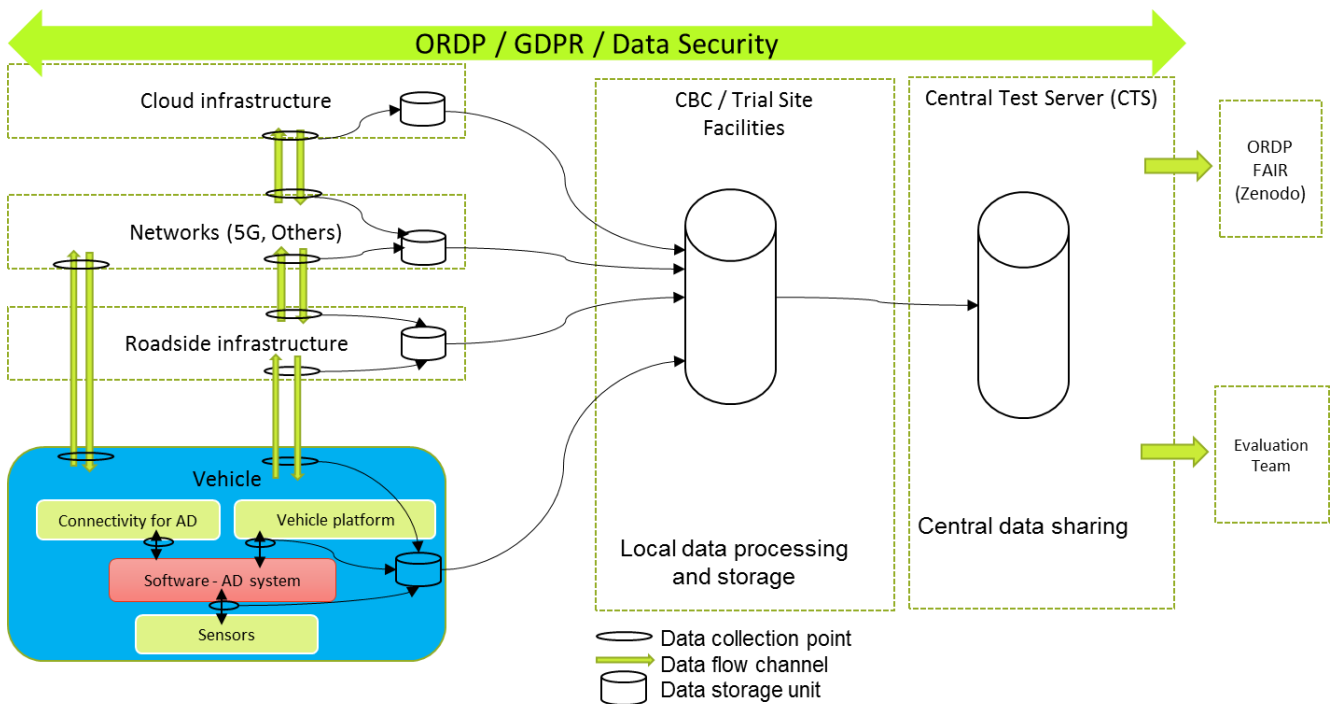 ORDP / GDPR / Data Security
Cloud infrastructure
Networks (5G, Others)
Roadside infrastructure
Vehicle
Connectivity for AD
Vehicle platform
Software - AD system
Sensors
CBC / Trial Site
Facilities
Local data processing
and storage
Central Test Server (CTS)
Central data sharing
ORDP
FAIR
(Zenodo)
Evaluation
Team
Data collection point
Data flow channel
Data storage unit